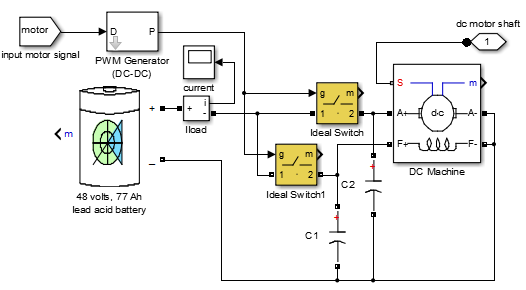 motor
input motor signal
D
P
PWM Generator
(DC-DC)
dc motor shaft
1
current
+
i
-
Iload
g
m
1
2
Ideal Switch
g
m
1
2
Ideal Switch1
S
m
A+
dc
A-
F+
F-
DC Machine
m
+
–
48 volts, 77 Ah
lead acid battery
+
C2
+
C1